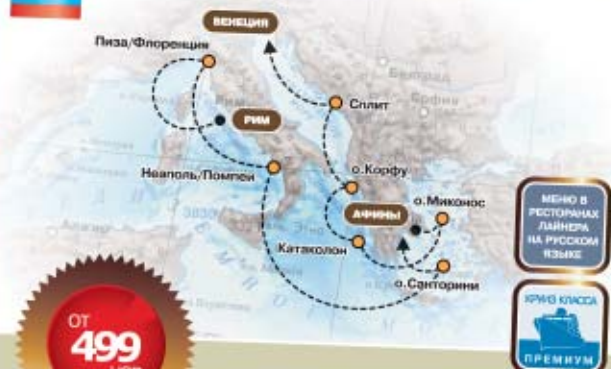 ВЕНЕЦИЯ
Пиза/Флоренция
Белград
Сплит
София
РИМ
о.Корфу
Неаполь/Помпеи
о.Миконос
АФИНЫ
Катаколон
о.Санторини
МЕНЮ В
РЕСТОРАНАХ
ЛАЙНЕРА
НА РУССКОМ
ЯЗЫКЕ
КРУИЗ КЛАССА
ПРЕМИУМ
ОТ
499